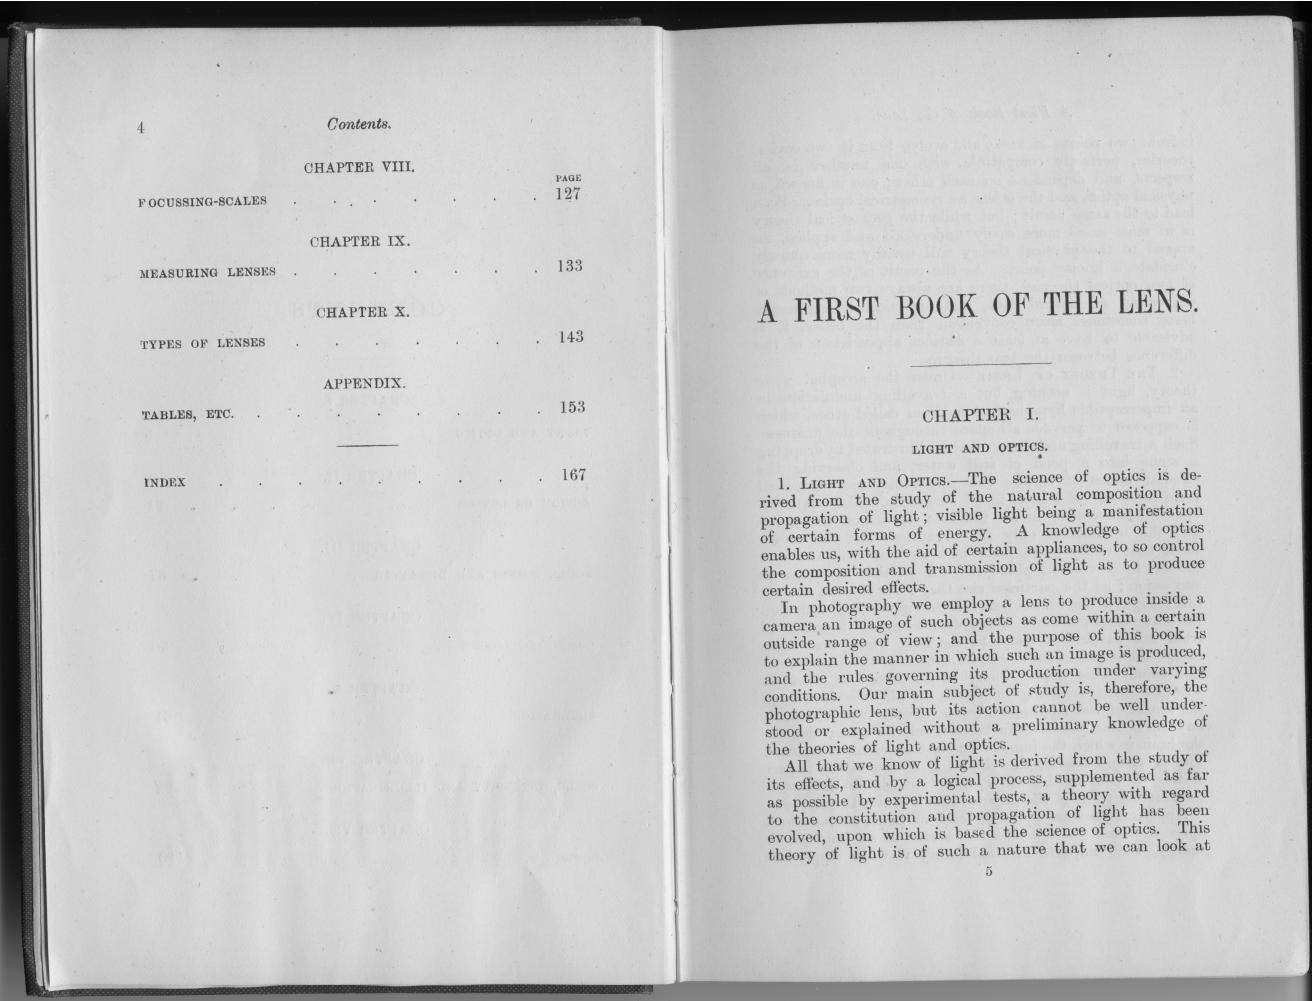 4 Contents.
CHAPTER VIII.
PAGE
FOCUSSING-SCALES . . . . . . . . 127
CHAPTER IX.
MEASURING LENSES . . . . . . . 133
CHAPTER X.
TYPES OF LENSES . . . . . . . 143
APPENDIX.
TABLES, ETC. . . . . . . . . 153
INDEX . . . . . . . . . 167
A FIRST BOOK OF THE LENS.
CHAPTER I.
LIGHT AND OPTICS.
1. LIGHT AND OPTICS.—The science of optics is de-
rived from the study of the natural composition and
propagation of light; visible light being a manifestation
of certain forms of energy. A knowledge of optics
enables us, with the aid of certain appliances, to so control
the composition and transmission of light as to produce
certain desired effects.
In photography we employ a lens to produce inside a
camera an image of such objects as come within a certain
outside range of view; and the purpose of this book is
to explain the manner in which such an image is produced,
and the rules governing its production under varying
conditions. Our main subject of study is, therefore, the
photographic lens, but its action cannot be well under-
stood or explained without a preliminary knowledge of
the theories of light and optics.
All that we know of light is derived from the study of
its effects, and by a logical process, supplemented as far
as possible by experimental tests, a theory with regard
to the constitution and propagation of light has been
evolved, upon which is based the science of optics. This
theory of light is of such a nature that we can look at
5